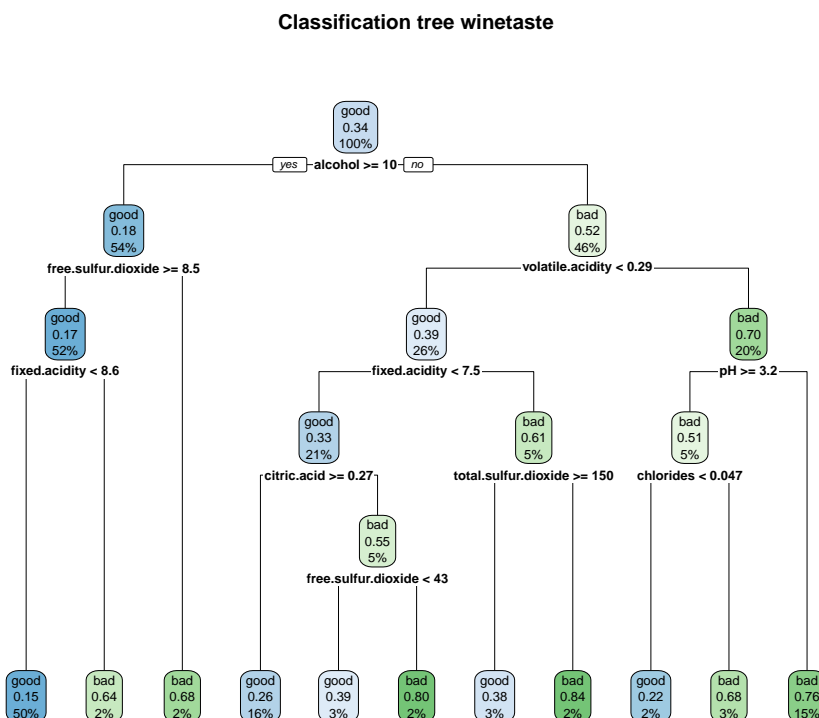 Classification tree winetaste
good
0.34
100%
yes alcohol >= 10 no
good
0.18
54%
bad
0.52
46%
free.sulfur.dioxide >= 8.5
volatile.acidity < 0.29
good
0.17
52%
good
0.39
26%
bad
0.70
20%
fixed.acidity < 8.6
fixed.acidity < 7.5
pH >= 3.2
good
0.33
21%
bad
0.61
5%
bad
0.51
5%
citric.acid >= 0.27
total.sulfur.dioxide >= 150
chlorides < 0.047
bad
0.55
5%
free.sulfur.dioxide < 43
good
0.15
50%
bad
0.64
2%
bad
0.68
2%
good
0.26
16%
good
0.39
3%
bad
0.80
2%
good
0.38
3%
bad
0.84
2%
good
0.22
2%
bad
0.68
3%
bad
0.76
15%